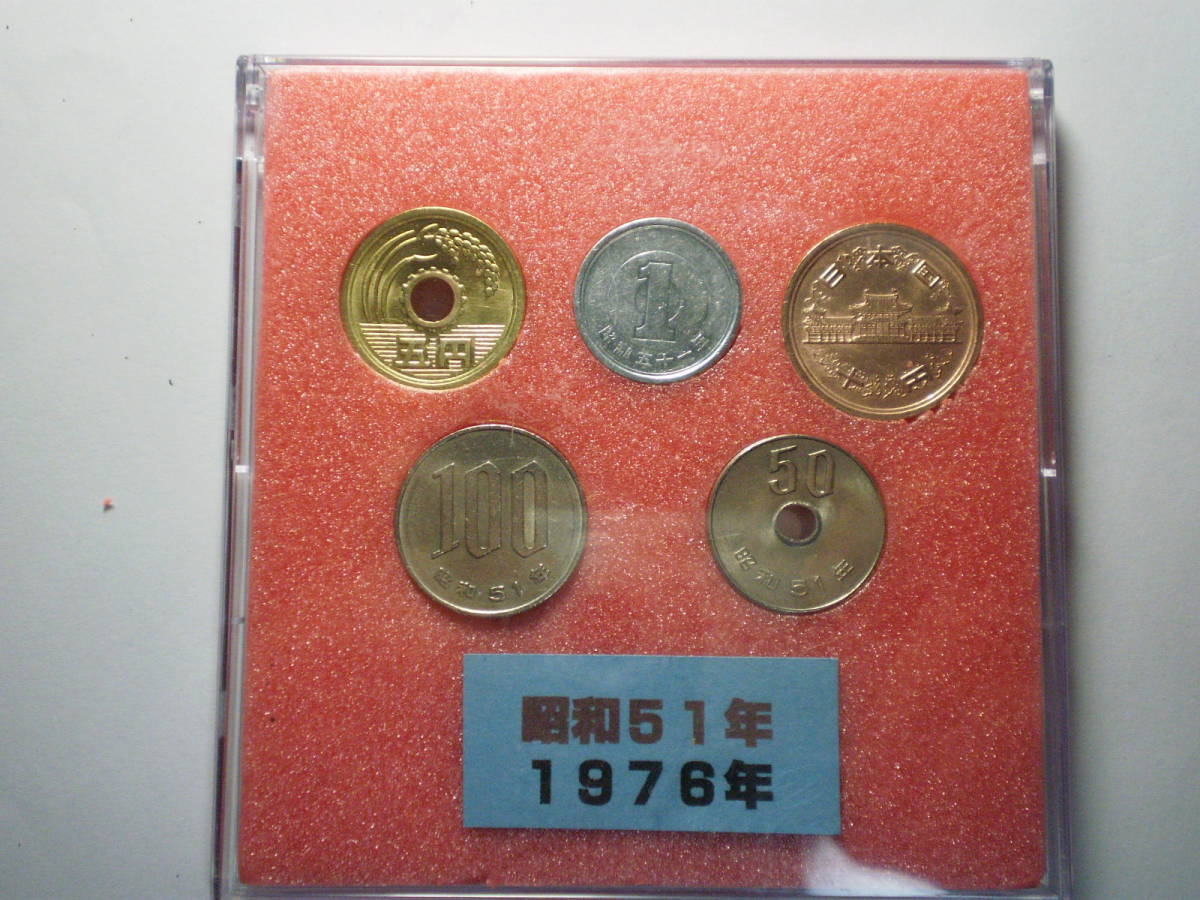 五円
1
昭和五十一年
日本国
十円
100
昭和51年
50
昭和51年
昭和51年
1976年